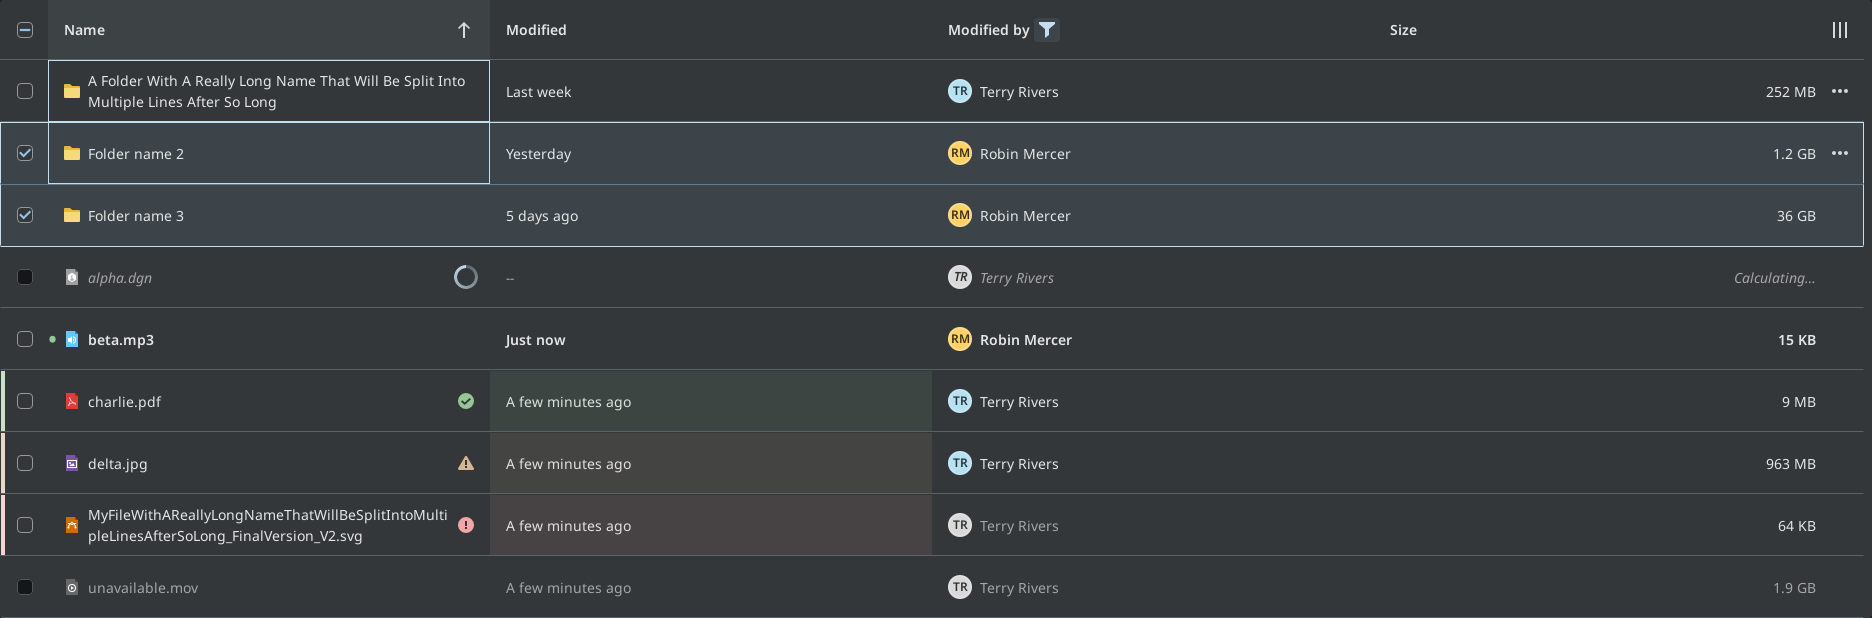 Name Modified Modified by Size
A Folder With A Really Long Name That Will Be Split Into
Multiple Lines After So Long
Last week TR Terry Rivers 252 MB
Folder name 2 Yesterday RM Robin Mercer 1.2 GB
Folder name 3 5 days ago RM Robin Mercer 36 GB
alpha.dgn -- TR Terry Rivers Calculating...
beta.mp3 Just now RM Robin Mercer 15 KB
charlie.pdf A few minutes ago TR Terry Rivers 9 MB
delta.jpg A few minutes ago TR Terry Rivers 963 MB
MyFileWithAReallyLongNameThatWillBeSplitIntoMulti
pleLinesAfterSoLong_FinalVersion_V2.svg
A few minutes ago TR Terry Rivers 64 KB
unavailable.mov A few minutes ago TR Terry Rivers 1.9 GB